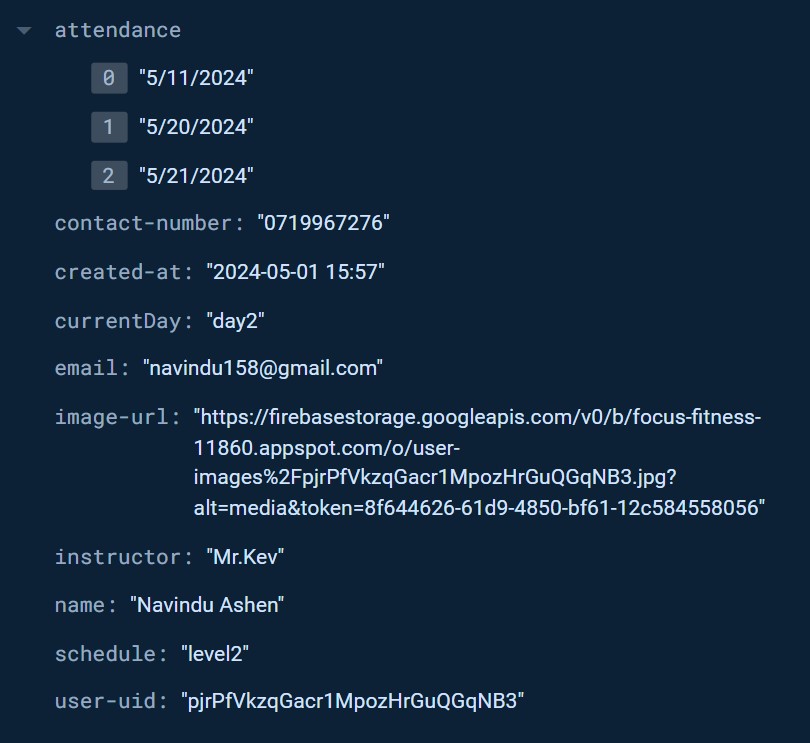 attendance
0 "5/11/2024"
1 "5/20/2024"
2 "5/21/2024"
contact-number: "0719967276"
created-at: "2024-05-01 15:57"
currentDay: "day2"
email: "navindu158@gmail.com"
image-url: "https://firebasestorage.googleapis.com/v0/b/focus-fitness-
11860.appspot.com/o/user-
images%2FpjrPfVkzqGacr1MpozHrGuQGqNB3.jpg?
alt=media&token=8f644626-61d9-4850-bf61-12c584558056"
instructor: "Mr.Kev"
name: "Navindu Ashen"
schedule: "level2"
user-uid: "pjrPfVkzqGacr1MpozHrGuQGqNB3"